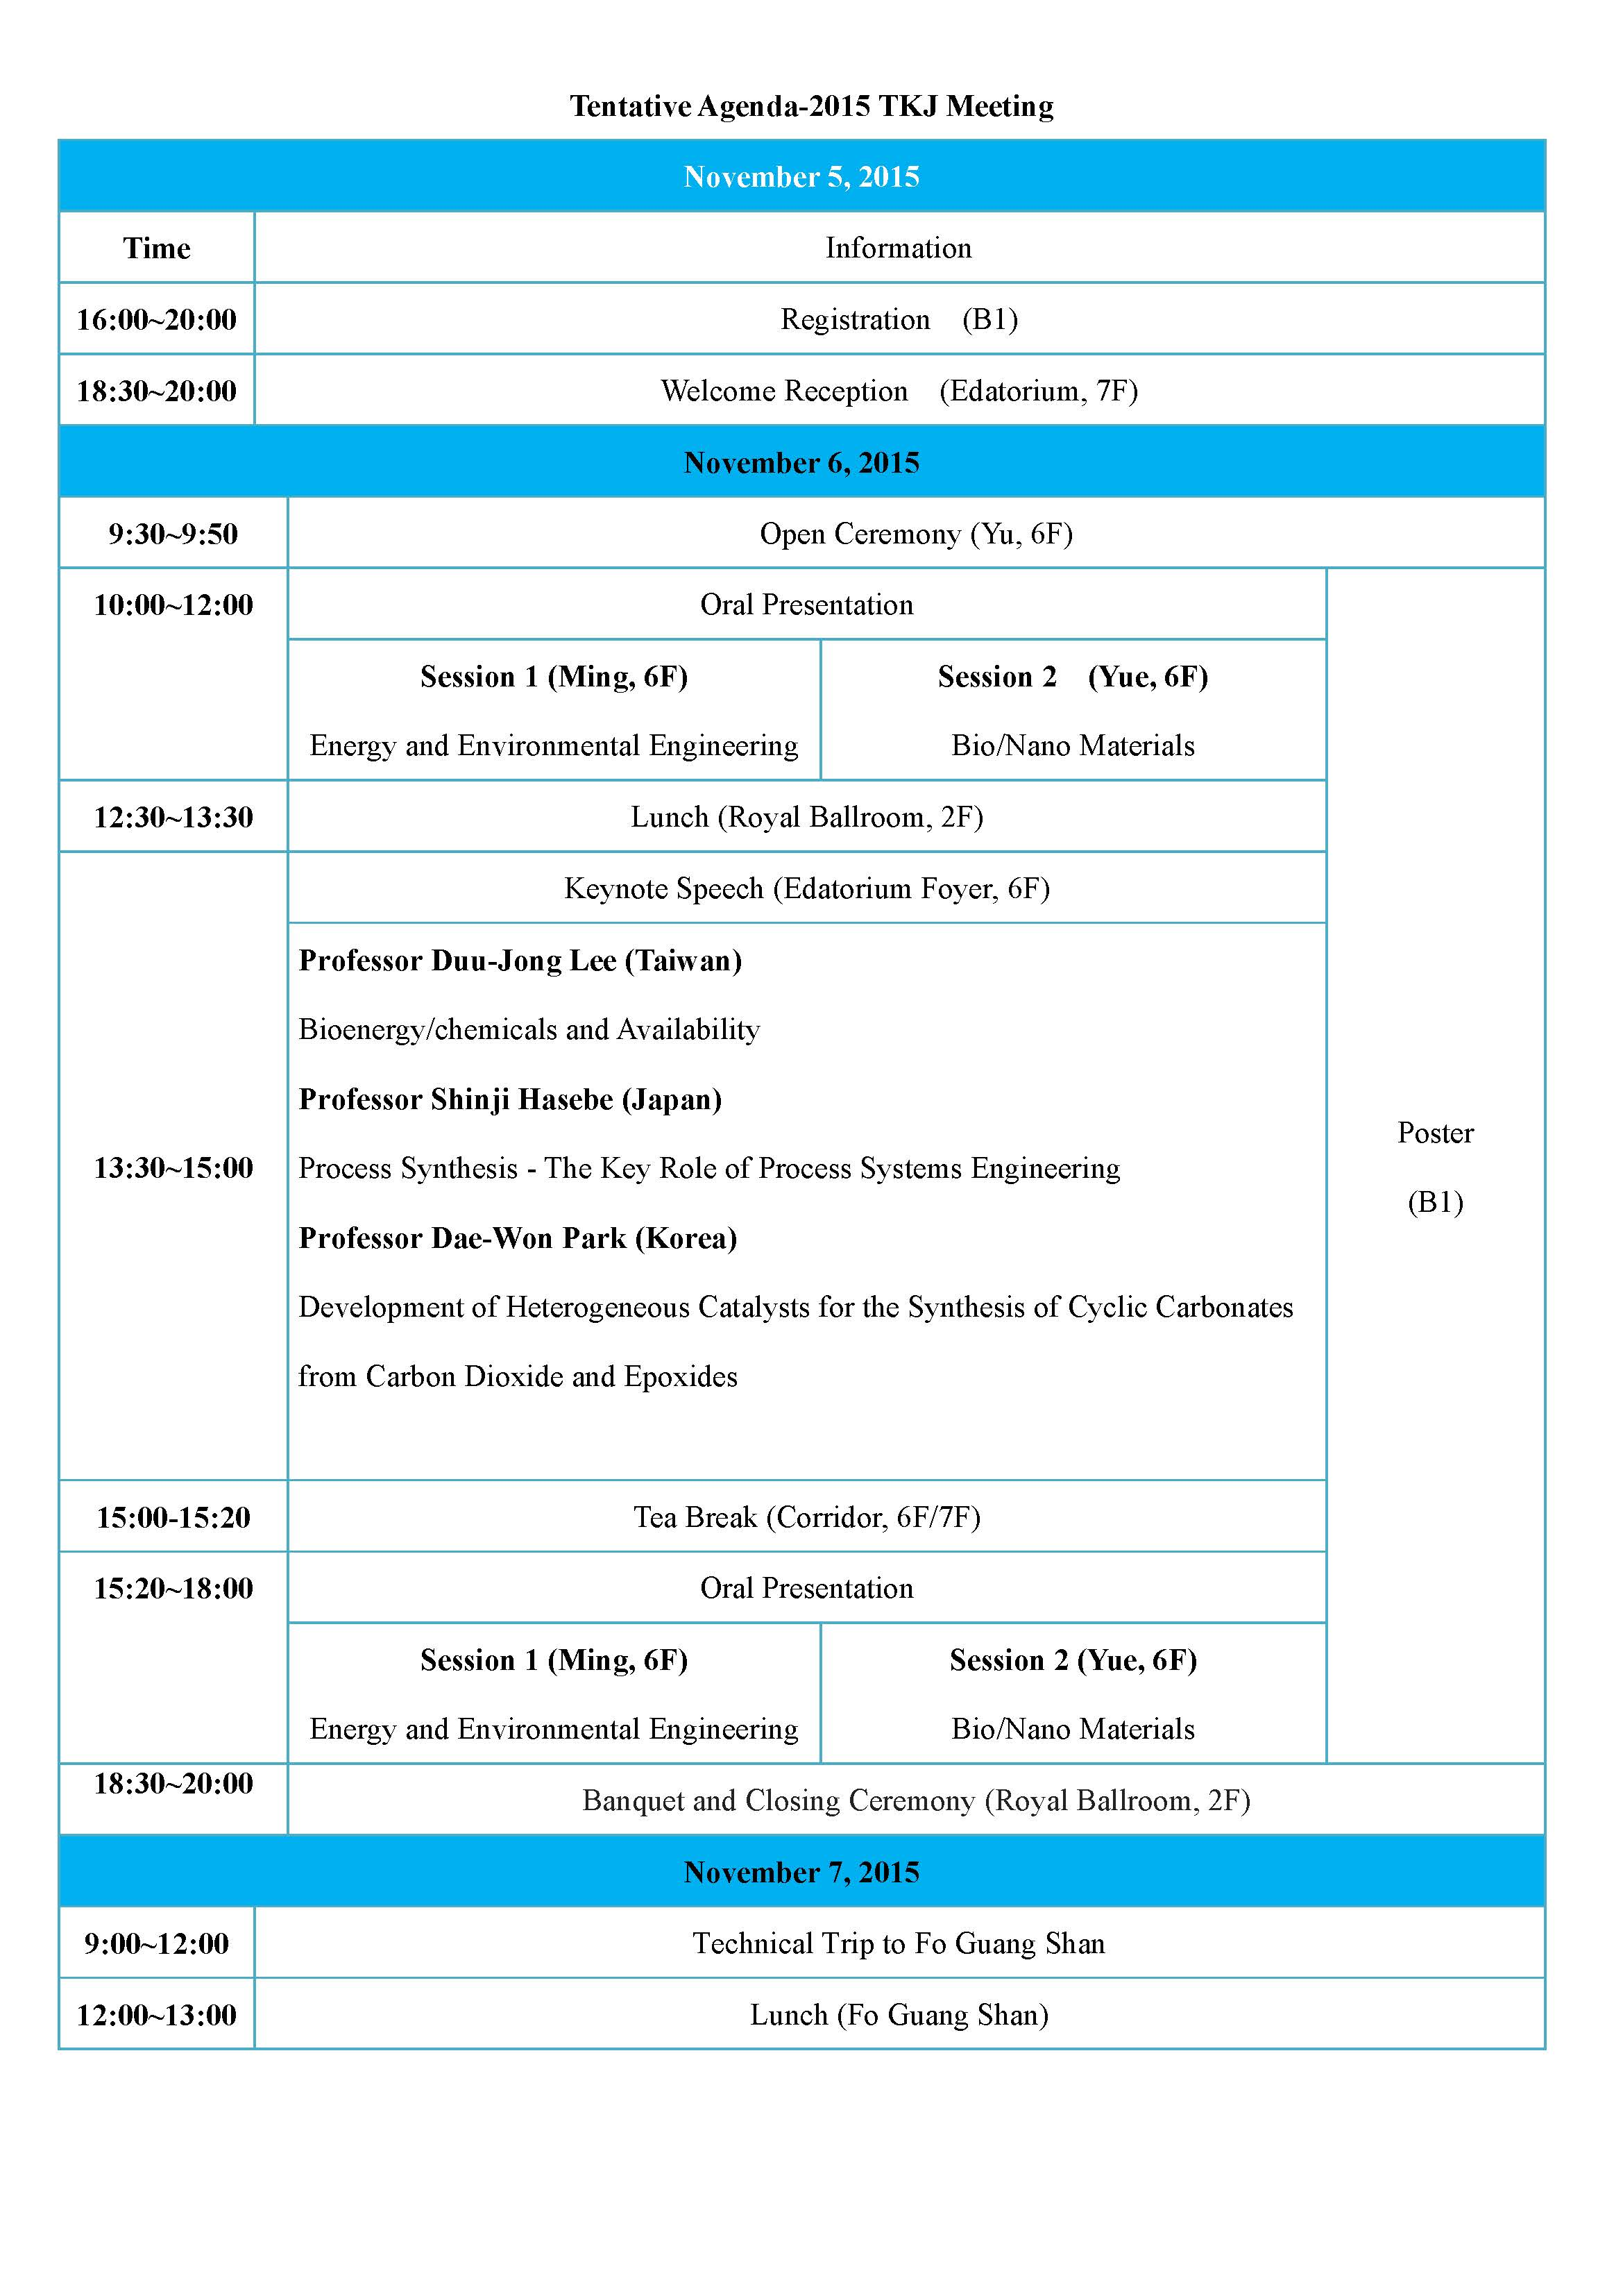 Tentative Agenda-2015 TKJ Meeting
November 5, 2015
Time
Information
16:00~20:00
Registration (B1)
18:30~20:00
Welcome Reception (Edatorium, 7F)
November 6, 2015
9:30~9:50
Open Ceremony (Yu, 6F)
10:00~12:00
Oral Presentation
Session 1 (Ming, 6F)
Energy and Environmental Engineering
Session 2 (Yue, 6F)
Bio/Nano Materials
Poster
(B1)
12:30~13:30
Lunch (Royal Ballroom, 2F)
13:30~15:00
Keynote Speech (Edatorium Foyer, 6F)
Professor Duu-Jong Lee (Taiwan)
Bioenergy/chemicals and Availability
Professor Shinji Hasebe (Japan)
Process Synthesis - The Key Role of Process Systems Engineering
Professor Dae-Won Park (Korea)
Development of Heterogeneous Catalysts for the Synthesis of Cyclic Carbonates
from Carbon Dioxide and Epoxides
15:00-15:20
Tea Break (Corridor, 6F/7F)
15:20~18:00
Oral Presentation
Session 1 (Ming, 6F)
Energy and Environmental Engineering
Session 2 (Yue, 6F)
Bio/Nano Materials
18:30~20:00
Banquet and Closing Ceremony (Royal Ballroom, 2F)
November 7, 2015
9:00~12:00
Technical Trip to Fo Guang Shan
12:00~13:00
Lunch (Fo Guang Shan)